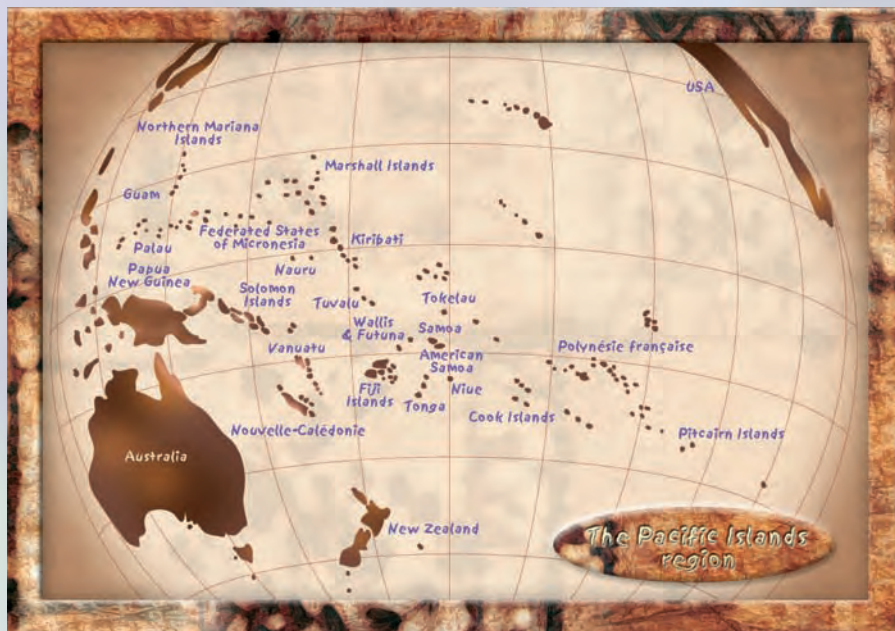 USA
Northern Mariana
Islands
Marshall Islands
Guam
Federated States
of Micronesia
Kiribati
Palau
Nauru
Papua
New Guinea
Solomon
Islands
Tuvalu
Tokelau
Wallis
& Futuna
Samoa
Vanuatu
American
Samoa
Polynésie française
Fiji
Islands
Tonga
Niue
Cook Islands
Nouvelle-Calédonie
Pitcairn Islands
Australia
New Zealand
The Pacific Islands
region